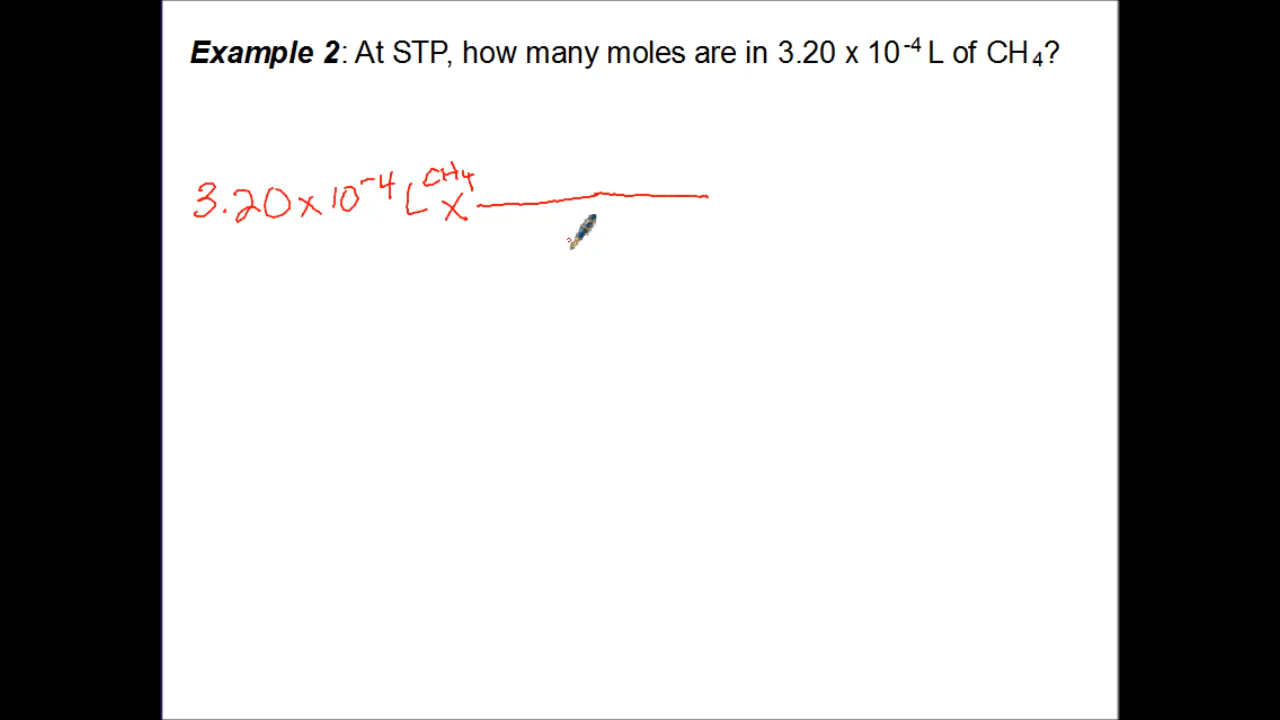 Example 2: At STP, how many moles are in 3.20 x 10⁻⁴ L of CH₄?
3.20 x 10⁻⁴ L CH₄ x